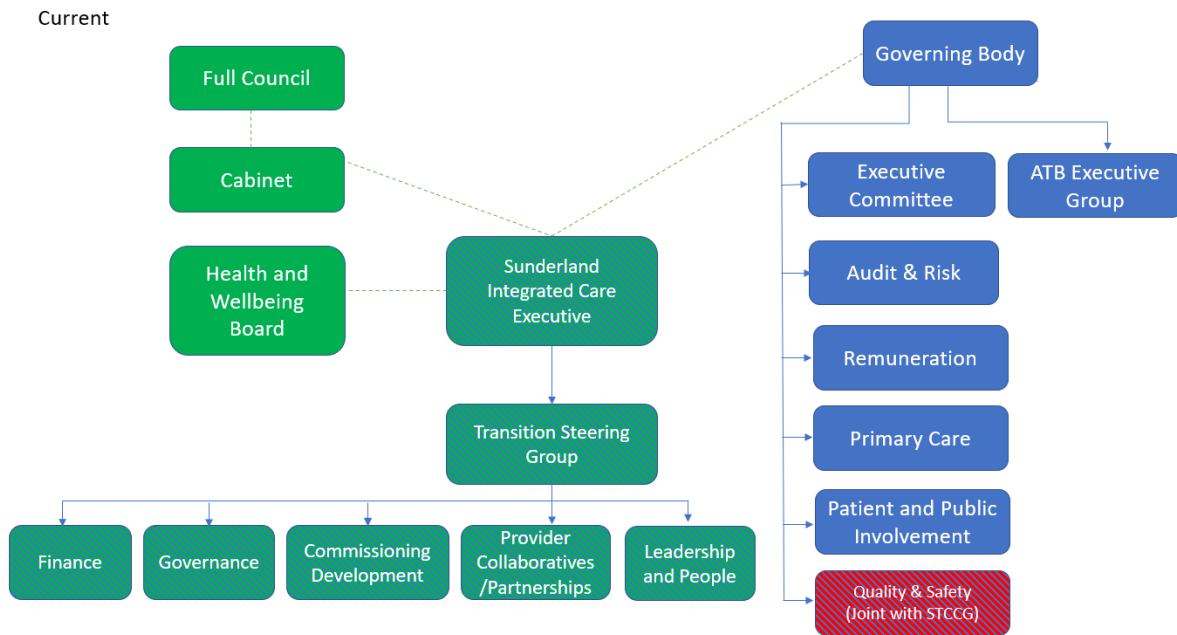 Current
Full Council
Cabinet
Health and
Wellbeing
Board
Sunderland
Integrated Care
Executive
Transition Steering
Group
Finance
Governance
Commissioning
Development
Provider
Collaboratives
/Partnerships
Leadership
and People
Governing Body
Executive
Committee
ATB Executive
Group
Audit & Risk
Remuneration
Primary Care
Patient and Public
Involvement
Quality & Safety
(Joint with STCCG)